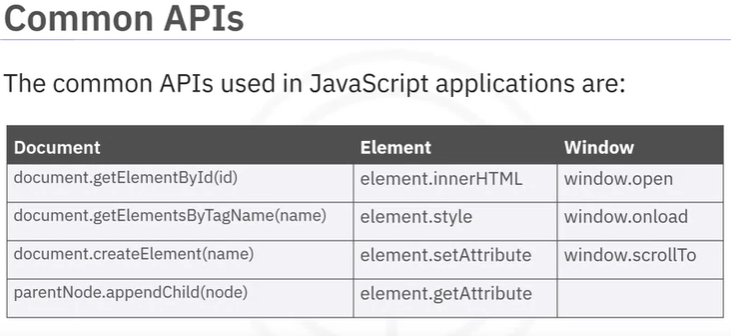 Common APIs
The common APIs used in JavaScript applications are:
Document Element Window
document.getElementById(id) element.innerHTML window.open
document.getElementsByTagName(name) element.style window.onload
document.createElement(name) element.setAttribute window.scrollTo
parentNode.appendChild(node) element.getAttribute